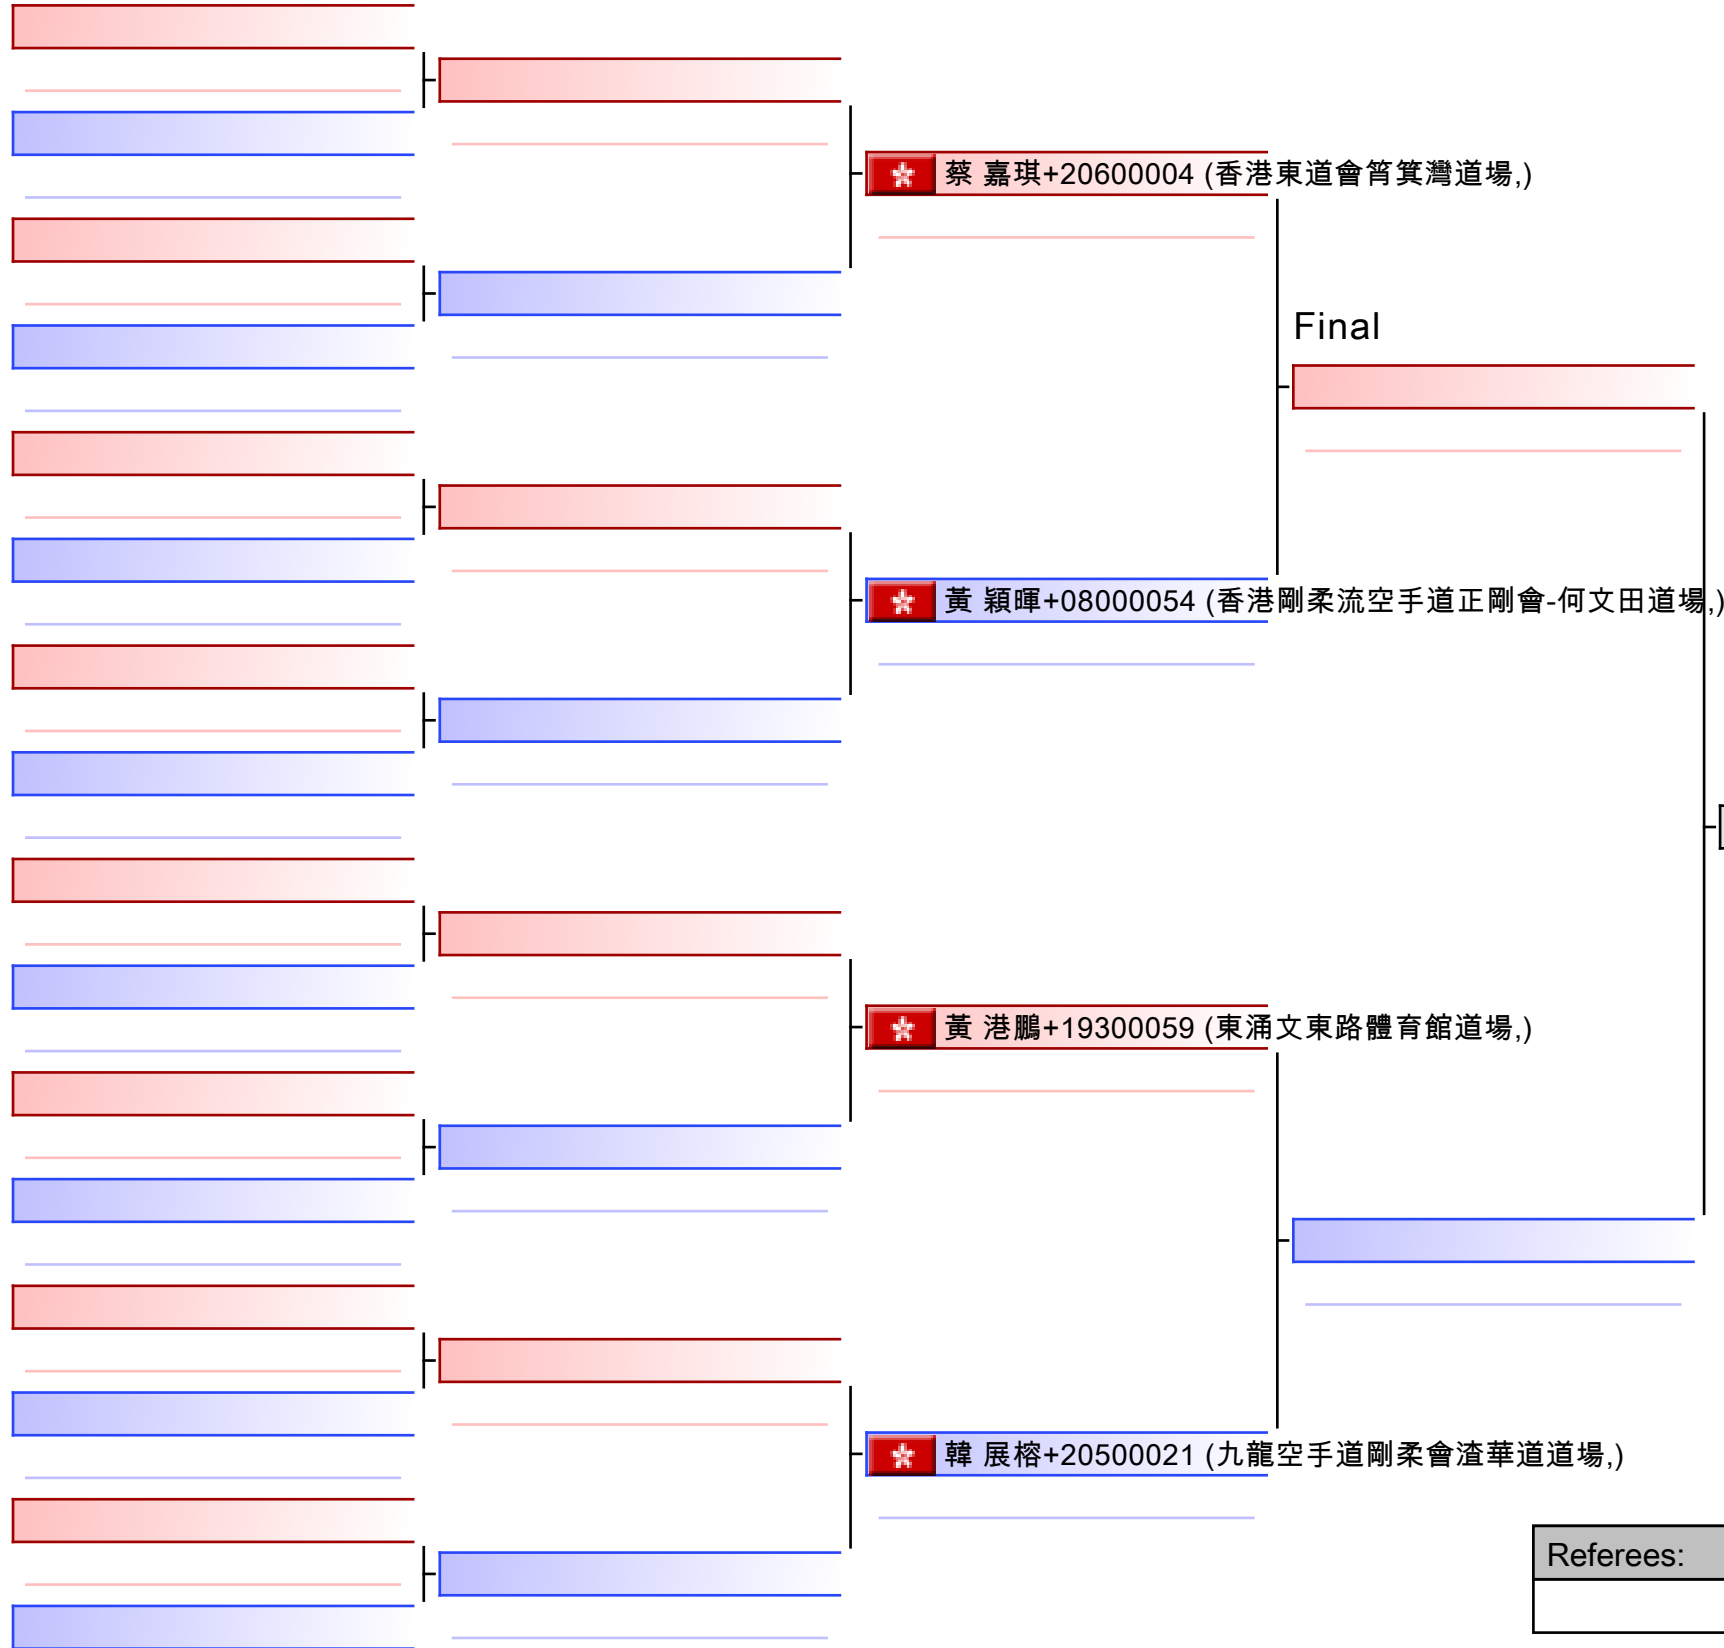 蔡 嘉琪+20600004 (香港東道會筲箕灣道場,)
Final
黃 穎暉+08000054 (香港剛柔流空手道正剛會-何文田道場,)
黃 港鵬+19300059 (東涌文東路體育館道場,)
韓 展榕+20500021 (九龍空手道剛柔會渣華道道場,)
Referees: